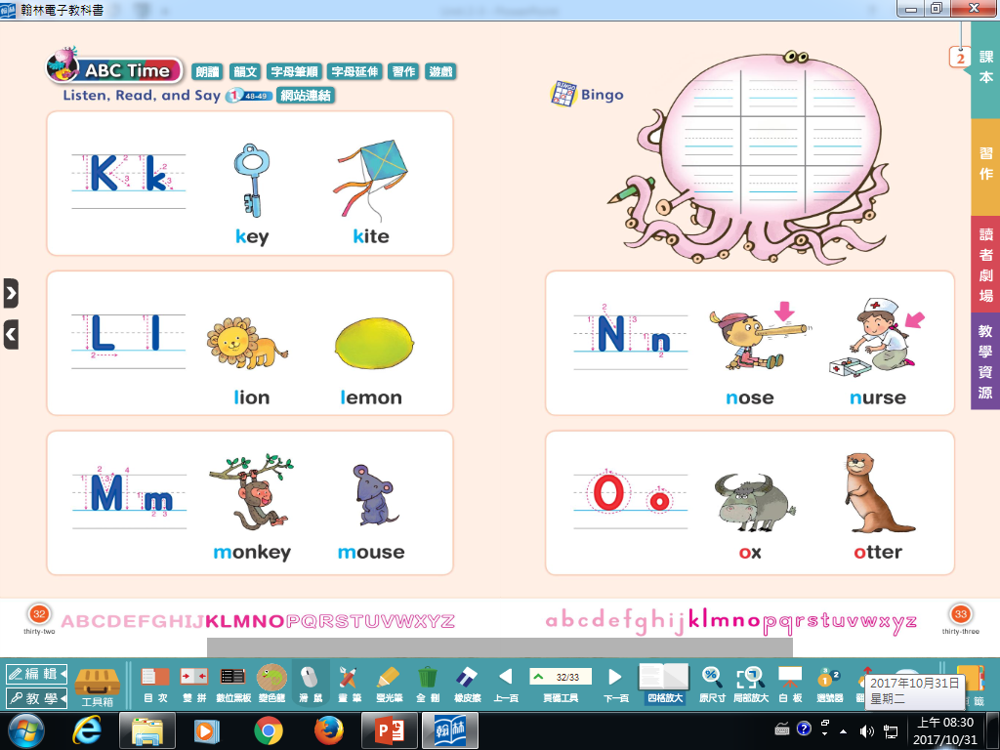 翰林電子教科書
ABC Time
朗讀 韻文 字母筆順 字母延伸 習作 遊戲
Listen, Read, and Say 1 48-49 網站連結
Bingo
K k
key
kite
L l
lion
lemon
M m
monkey
mouse
N n
nose
nurse
O o
ox
otter
2
課本
習作
讀者劇場
教學資源
32
thirty-two
ABCDEFGHIJKLMNOPQRSTUVWXYZ
abcdefghijklmnopqrstuvwxyz
33
thirty-three
編輯
教學
工具箱
目次 雙拼 數位黑板 變色龍 滑鼠 畫筆 螢光筆 全刪 橡皮擦 上一頁 32/33 頁碼工具 下一頁 四格放大 原尺寸 局部放大 白板 選號器
2017年10月31日
星期二
籤
上午 08:30
2017/10/31